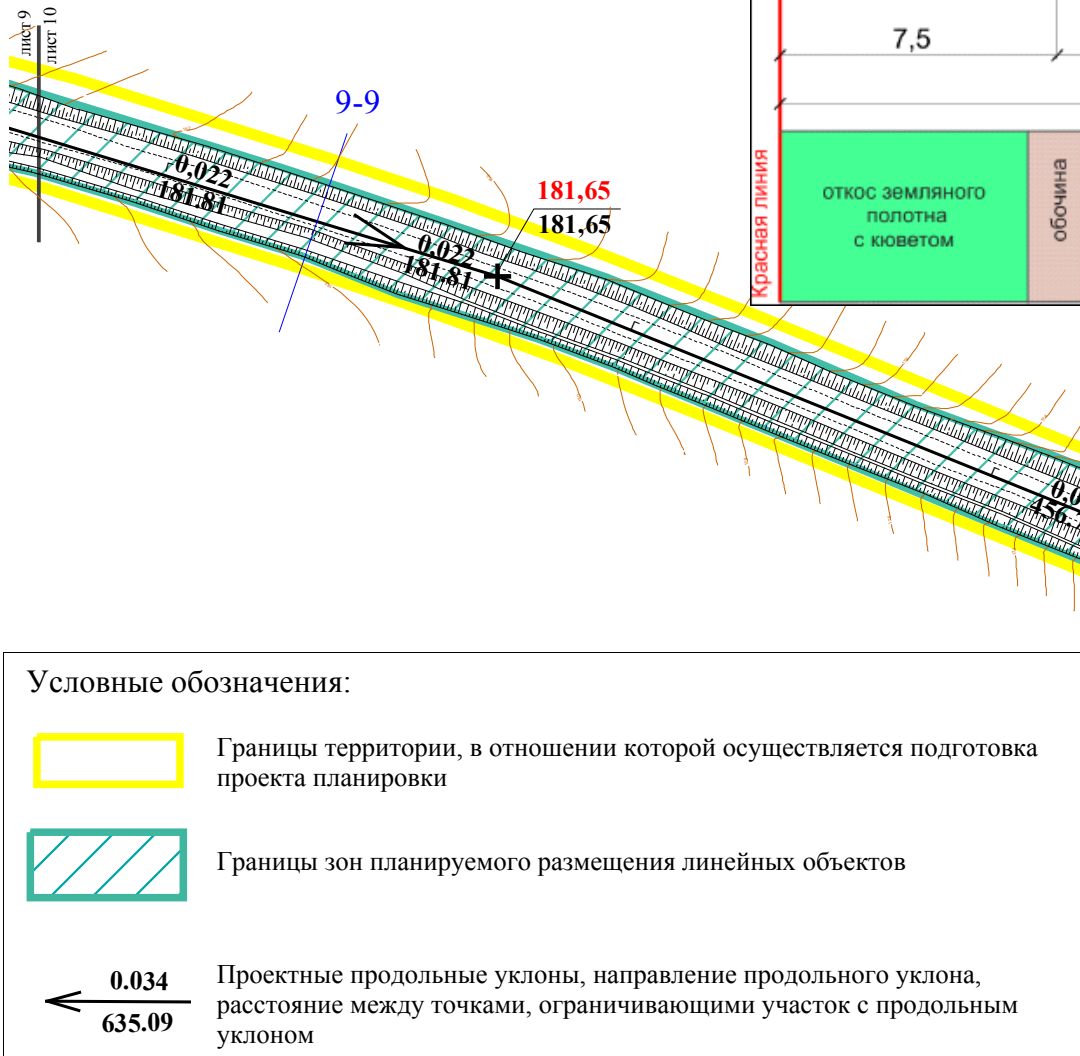 лист 9
лист 10
9-9
0,022
181.81
0,022
181.81
181,65
181,65
г
г
7,5
Красная линия
откос земляного
полотна
с кюветом
обочина
Условные обозначения:
Границы территории, в отношении которой осуществляется подготовка
проекта планировки
Границы зон планируемого размещения линейных объектов
0.034
635.09
Проектные продольные уклоны, направление продольного уклона,
расстояние между точками, ограничивающими участок с продольным
уклоном